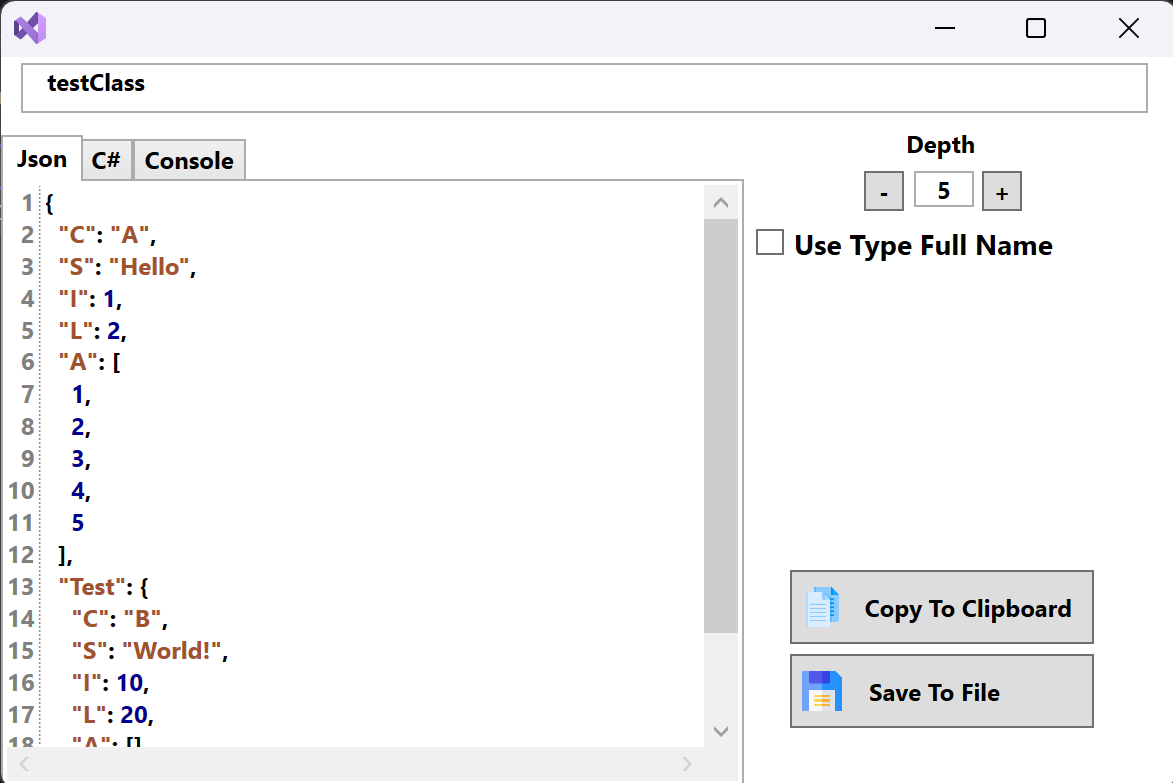 testClass
Json C# Console
Depth
- 5 +
Use Type Full Name
1 {
2 "C": "A",
3 "S": "Hello",
4 "I": 1,
5 "L": 2,
6 "A": [
7 1,
8 2,
9 3,
10 4,
11 5
12 ],
13 "Test": {
14 "C": "B",
15 "S": "World!",
16 "I": 10,
17 "L": 20,
18 "A": []
Copy To Clipboard
Save To File